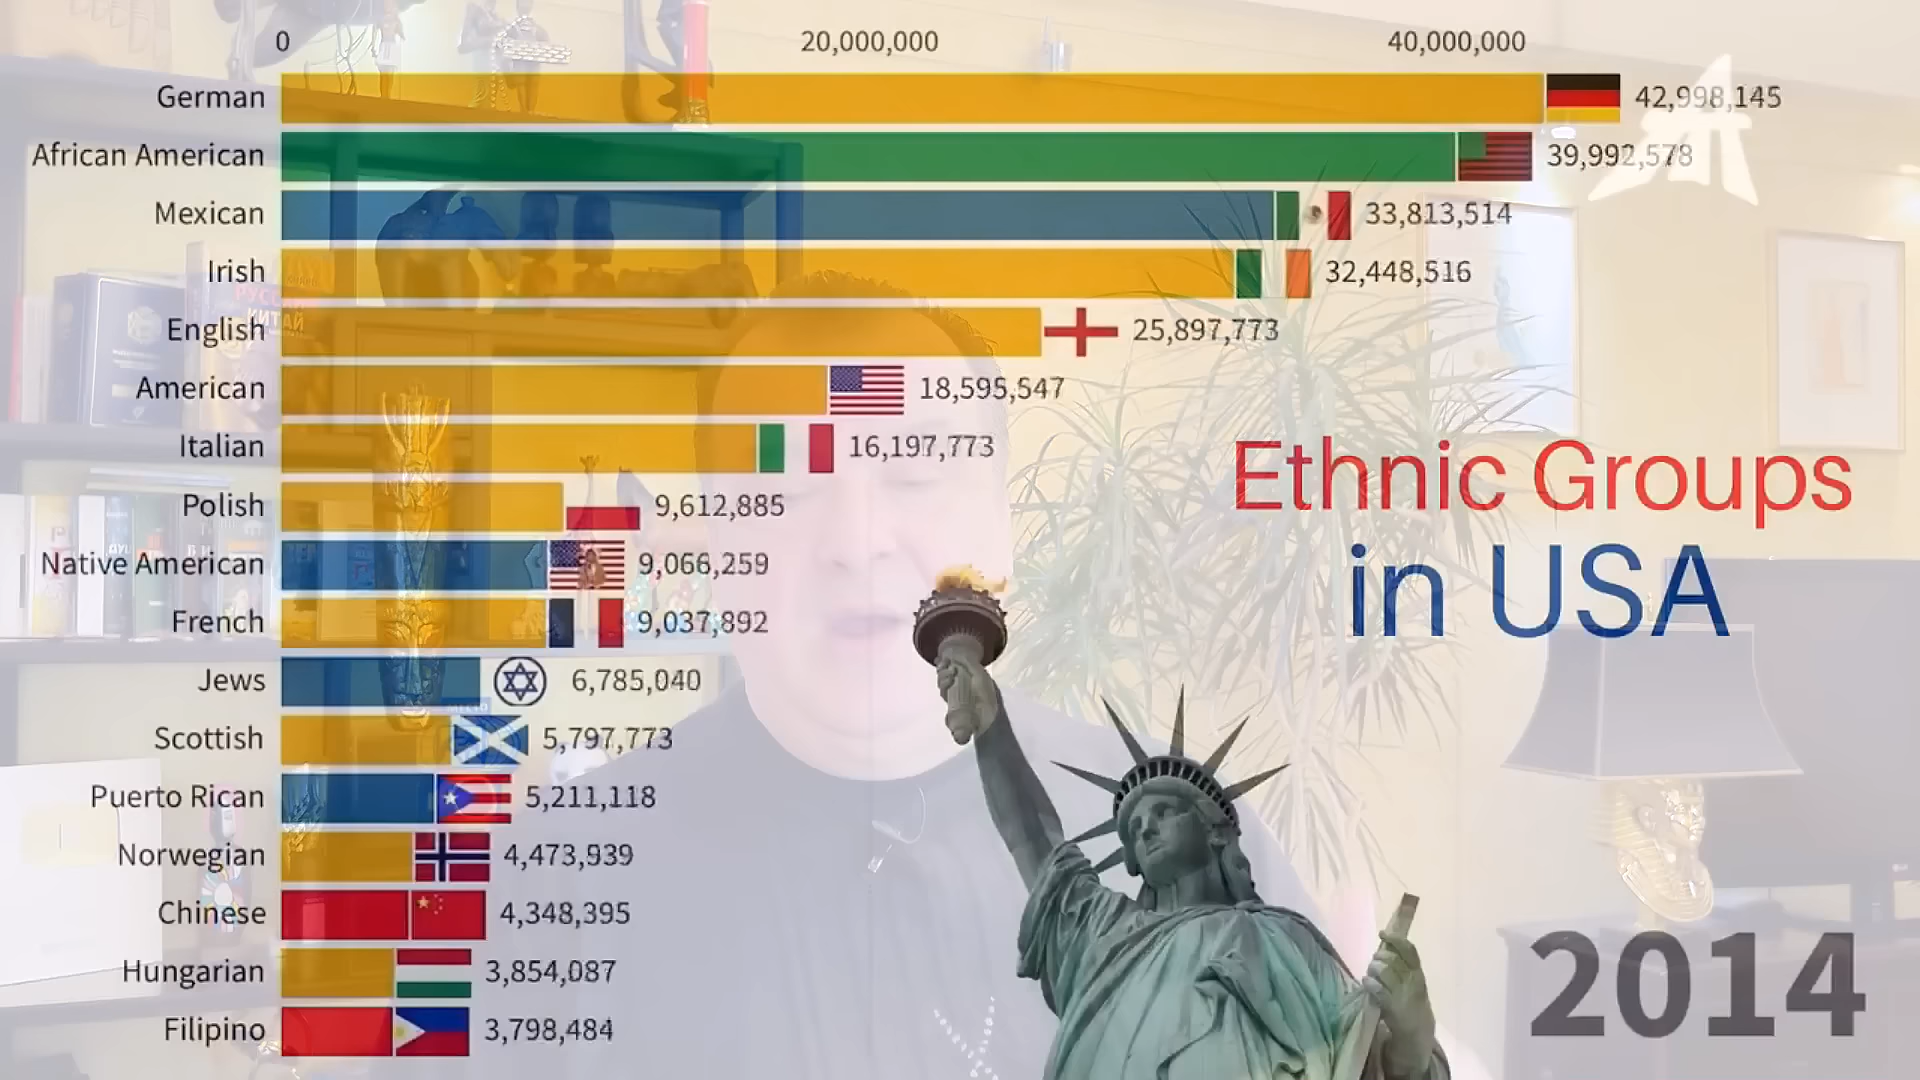 0 20,000,000 40,000,000
German 42,998,145
African American 39,992,578
Mexican 33,813,514
Irish 32,448,516
English 25,897,773
American 18,595,547
Italian 16,197,773
Polish 9,612,885
Native American 9,066,259
French 9,037,892
Jews 6,785,040
Scottish 5,797,773
Puerto Rican 5,211,118
Norwegian 4,473,939
Chinese 4,348,395
Hungarian 3,854,087
Filipino 3,798,484
Ethnic Groups
in USA
2014
КИТАЙ